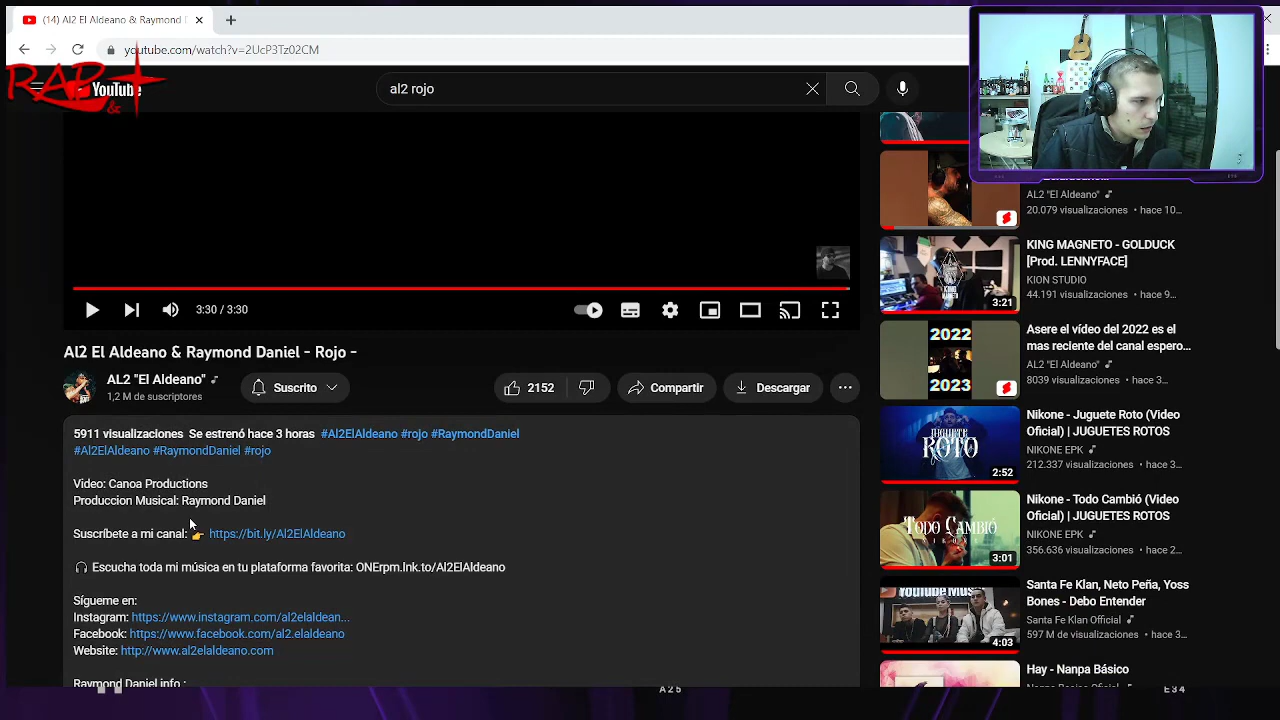 (14) Al2 El Aldeano & Raymond D
youtube.com/watch?v=2UcP3Tz02CM
RAP
&
YouTube
al2 rojo
3:30 / 3:30
Al2 El Aldeano & Raymond Daniel - Rojo -
AL2 "El Aldeano"
1,2 M de suscriptores
Suscrito
2152
Compartir
Descargar
5911 visualizaciones Se estrenó hace 3 horas #Al2ElAldeano #rojo #RaymondDaniel
#Al2ElAldeano #RaymondDaniel #rojo
Video: Canoa Productions
Produccion Musical: Raymond Daniel
Suscríbete a mi canal: 👉 https://bit.ly/Al2ElAldeano
🎧 Escucha toda mi música en tu plataforma favorita: ONErpm.lnk.to/Al2ElAldeano
Sígueme en:
Instagram: https://www.instagram.com/al2elaldean...
Facebook: https://www.facebook.com/al2.elaldeano
Website: http://www.al2elaldeano.com
Raymond Daniel info :
AL2 "El Aldeano"
20.079 visualizaciones • hace 10...
KING MAGNETO - GOLDUCK
[Prod. LENNYFACE]
KION STUDIO
44.191 visualizaciones • hace 9...
3:21
2022
2023
Asere el vídeo del 2022 es el
mas reciente del canal espero...
AL2 "El Aldeano"
8039 visualizaciones • hace 3...
JUGUETE
ROTO
2:52
Nikone - Juguete Roto (Video
Oficial) | JUGUETES ROTOS
NIKONE EPK
212.337 visualizaciones • hace 3...
TODO CAMBIÓ
NIKONE
3:01
Nikone - Todo Cambió (Video
Oficial) | JUGUETES ROTOS
NIKONE EPK
356.636 visualizaciones • hace 2...
YouTube Mus
4:03
Santa Fe Klan, Neto Peña, Yoss
Bones - Debo Entender
Santa Fe Klan Official
597 M de visualizaciones • hace 3...
Hay - Nanpa Básico
A25
E34